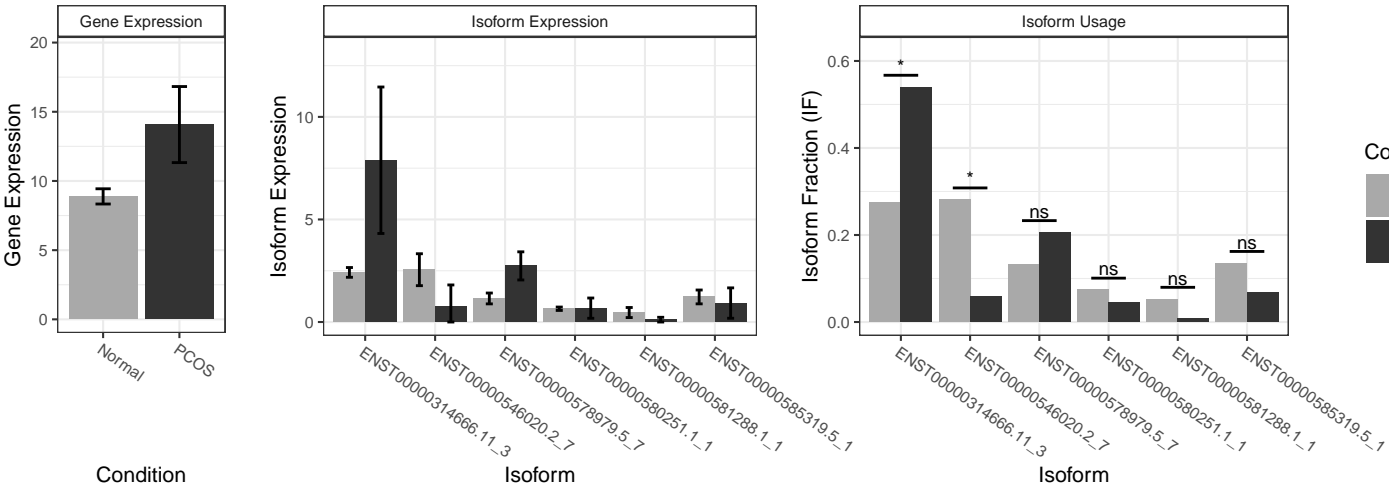 Gene Expression
Isoform Expression
Isoform Usage
Gene Expression
20
15
10
5
0
Normal
PCOS
Condition
Isoform Expression
10
5
0
ENST00000314666.11_3
ENST00000546020.2_7
ENST00000578979.5_7
ENST00000580251.1_1
ENST00000581288.1_1
ENST00000585319.5_1
Isoform
Isoform Fraction (IF)
0.6
0.4
0.2
0.0
*
*
ns
ns
ns
ns
ENST00000314666.11_3
ENST00000546020.2_7
ENST00000578979.5_7
ENST00000580251.1_1
ENST00000581288.1_1
ENST00000585319.5_1
Isoform
Co